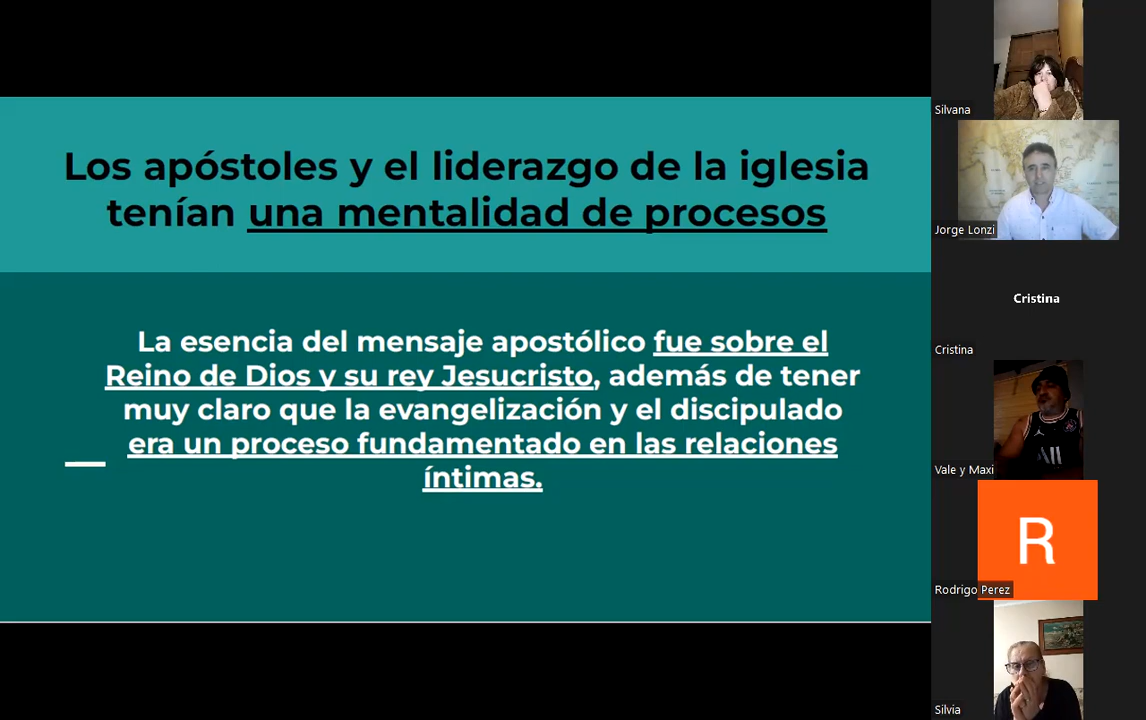 Los apóstoles y el liderazgo de la iglesia
tenían una mentalidad de procesos
La esencia del mensaje apostólico fue sobre el
Reino de Dios y su rey Jesucristo, además de tener
muy claro que la evangelización y el discipulado
era un proceso fundamentado en las relaciones
íntimas.
Silvana
Jorge Lonzi
Cristina
Cristina
Vale y Maxi
R
Rodrigo Perez
Silvia